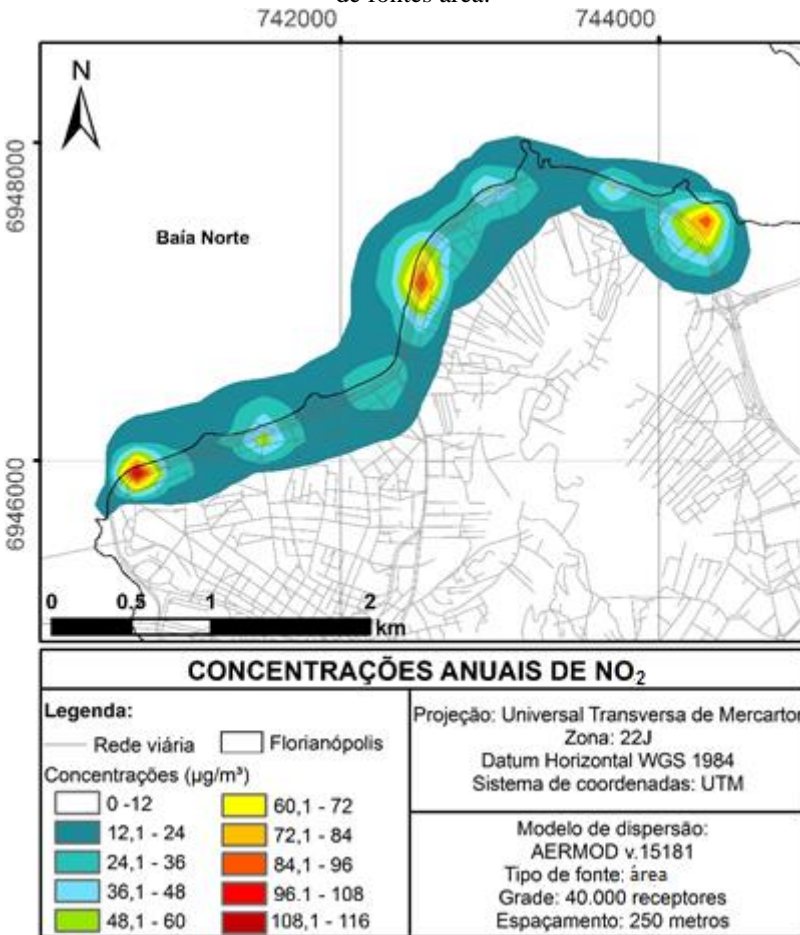 de fontes área.
742000 744000
N
6948000
Baía Norte
6946000
0 0,5 1 2
km
CONCENTRAÇÕES ANUAIS DE NO₂
Legenda:
Rede viária Florianópolis
Concentrações (µg/m³)
0 -12 60,1 - 72
12,1 - 24 72,1 - 84
24,1 - 36 84,1 - 96
36,1 - 48 96.1 - 108
48,1 - 60 108,1 - 116
Projeção: Universal Transversa de Mercartor
Zona: 22J
Datum Horizontal WGS 1984
Sistema de coordenadas: UTM
Modelo de dispersão:
AERMOD v.15181
Tipo de fonte: área
Grade: 40.000 receptores
Espaçamento: 250 metros